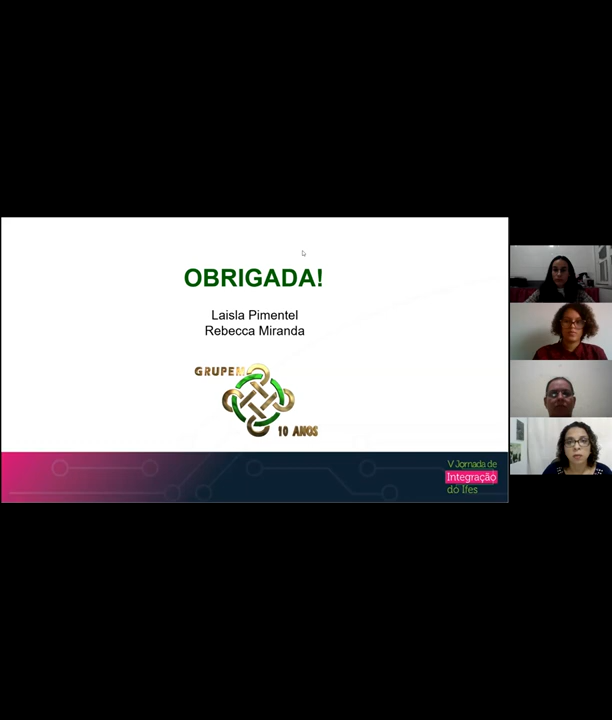 OBRIGADA!
Laisla Pimentel
Rebecca Miranda
GRUPEM
10 ANOS
V Jornada de
Integração
do Ifes